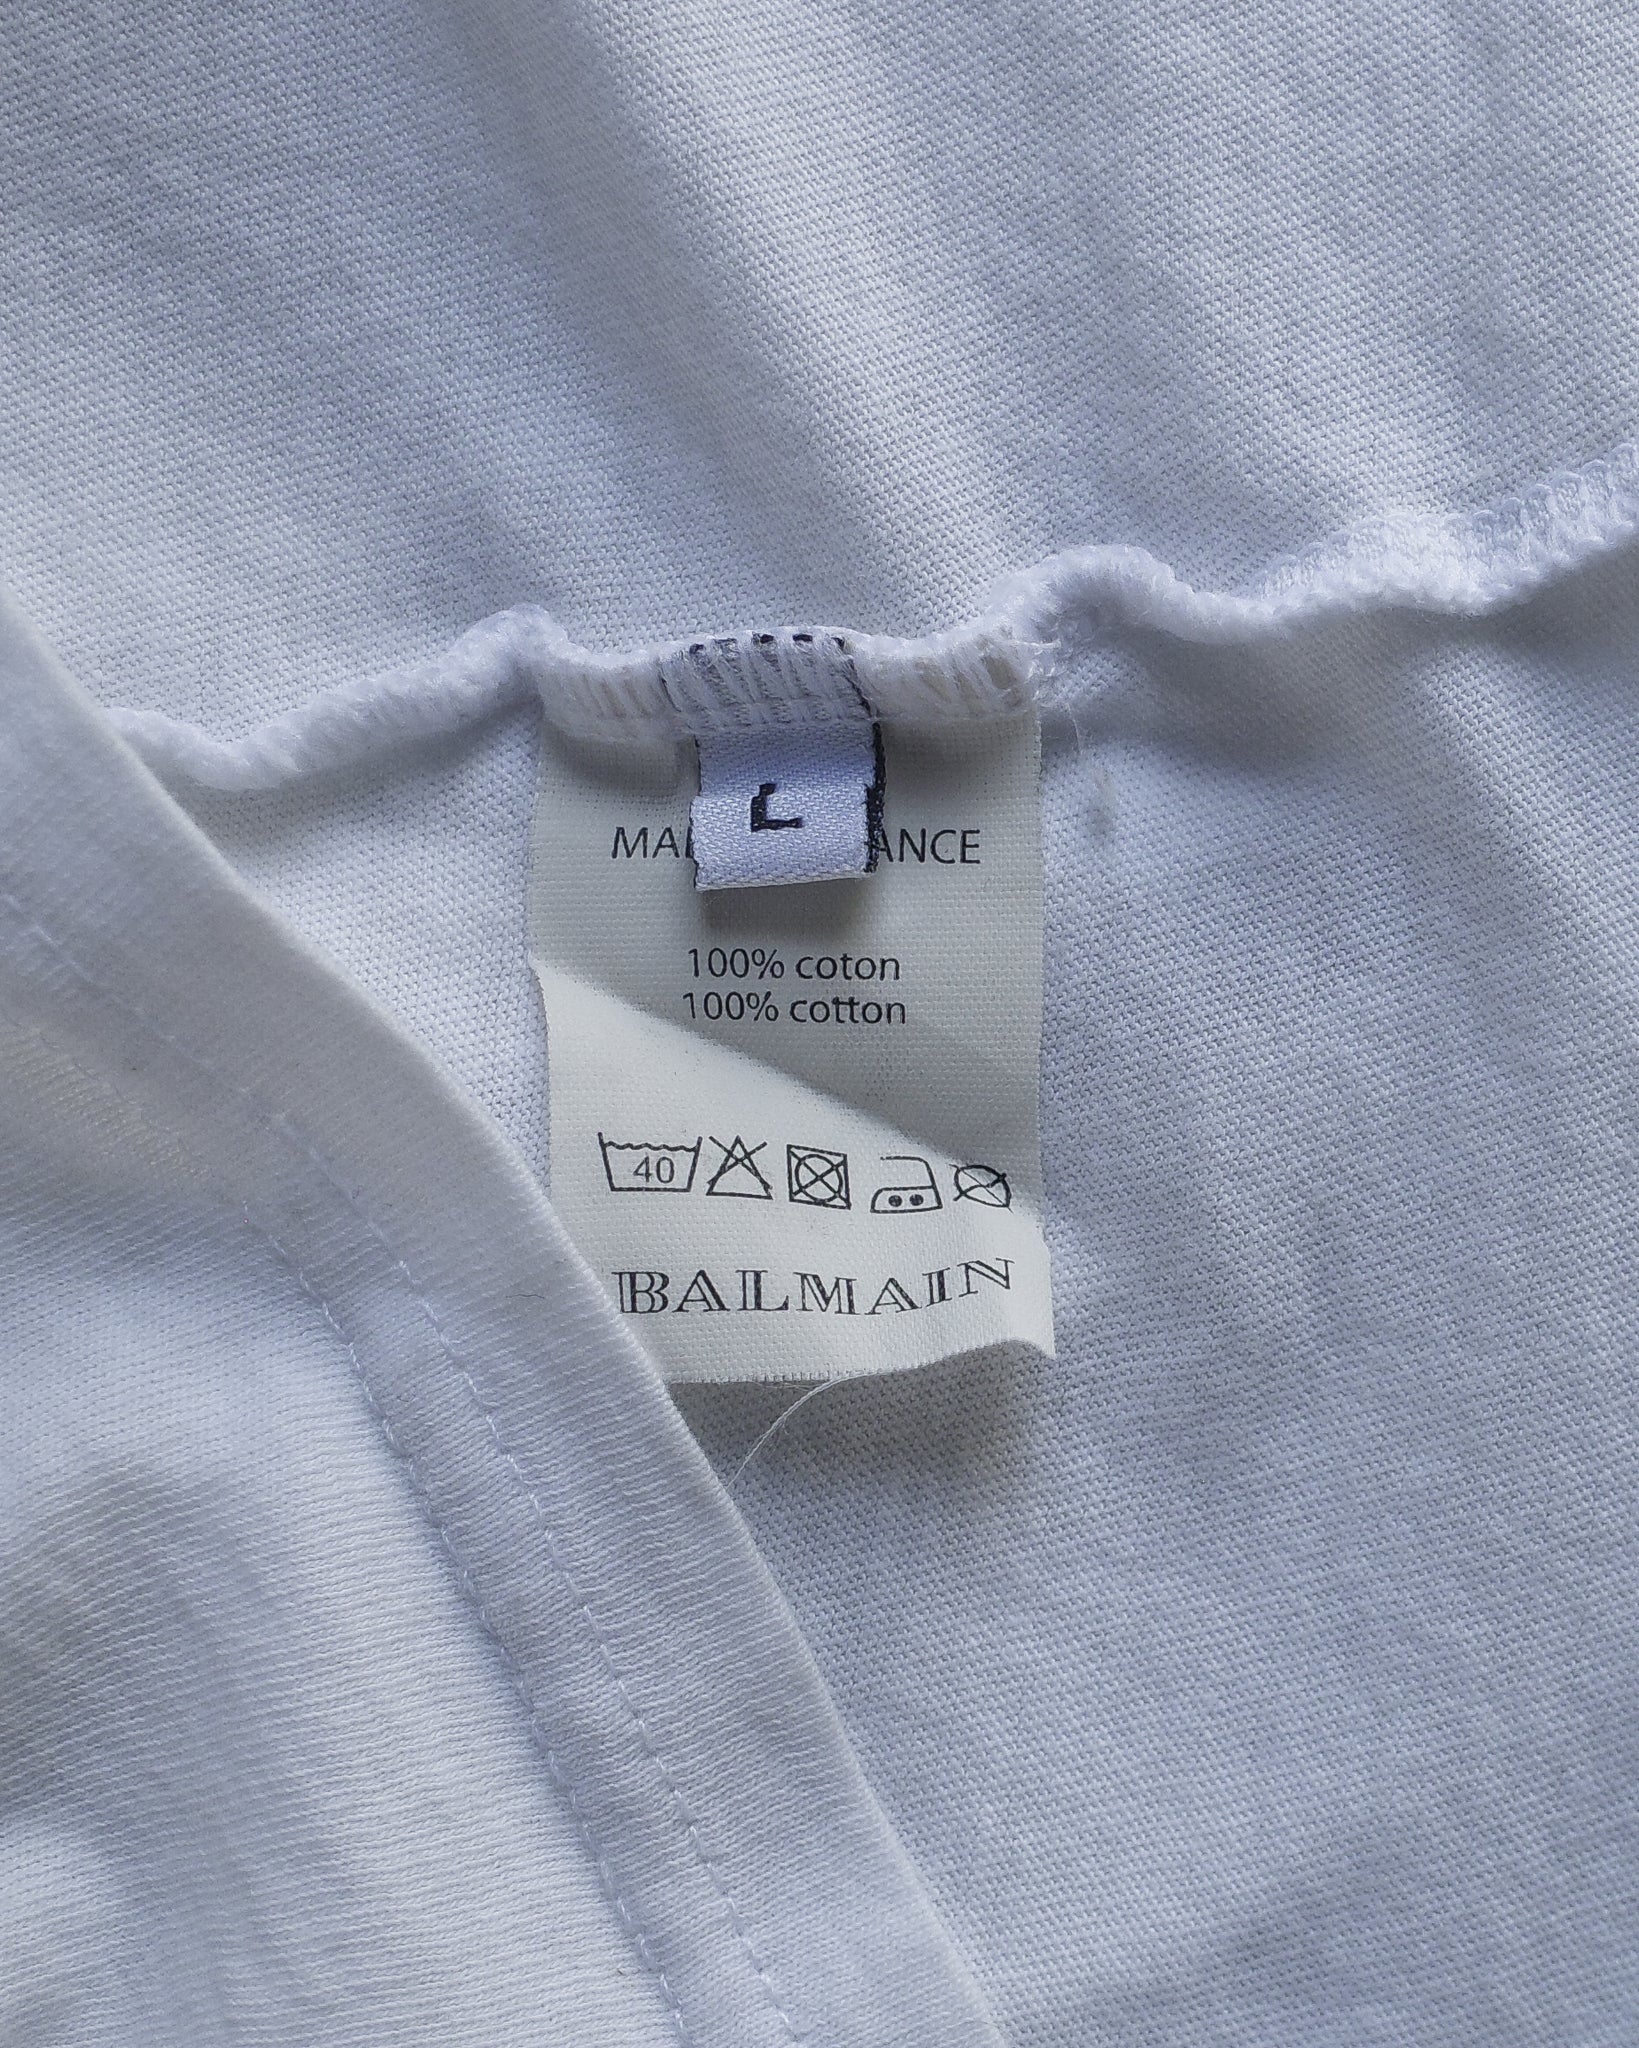 L
MA ANCE
100% coton
100% cotton
40
BALMAIN